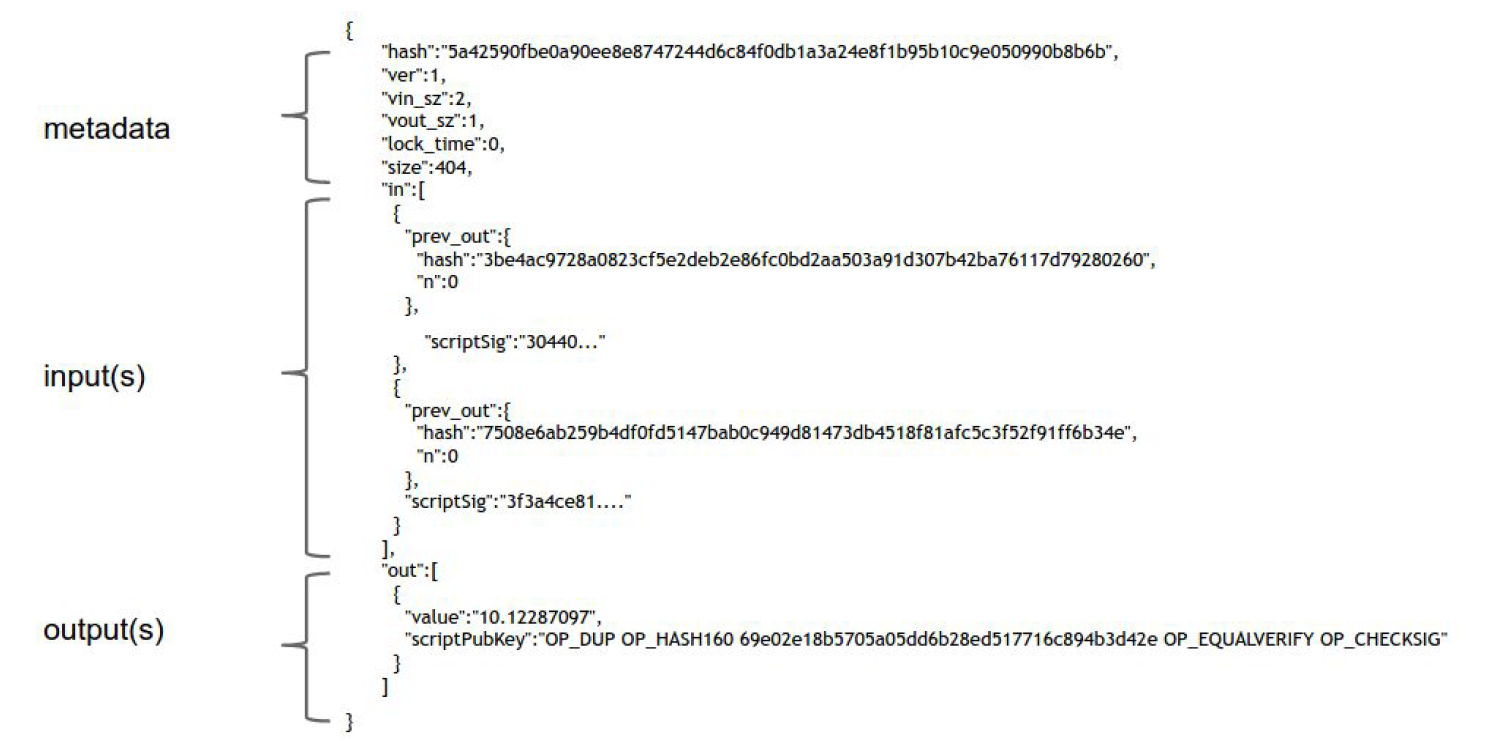 {
"hash":"5a42590fbe0a90ee8e8747244d6c84f0db1a3a24e8f1b95b10c9e050990b8b6b",
"ver":1,
"vin_sz":2,
metadata
"vout_sz":1,
"lock_time":0,
"size":404,
"in":[
{
"prev_out":{
"hash":"3be4ac9728a0823cf5e2deb2e86fc0bd2aa503a91d307b42ba76117d79280260",
"n":0
},
"scriptSig":"30440..."
},
input(s)
{
"prev_out":{
"hash":"7508e6ab259b4df0fd5147bab0c949d81473db4518f81afc5c3f52f91ff6b34e",
"n":0
},
"scriptSig":"3f3a4ce81...."
}
],
"out":[
{
"value":"10.12287097",
output(s)
"scriptPubKey":"OP_DUP OP_HASH160 69e02e18b5705a05dd6b28ed517716c894b3d42e OP_EQUALVERIFY OP_CHECKSIG"
}
]
}